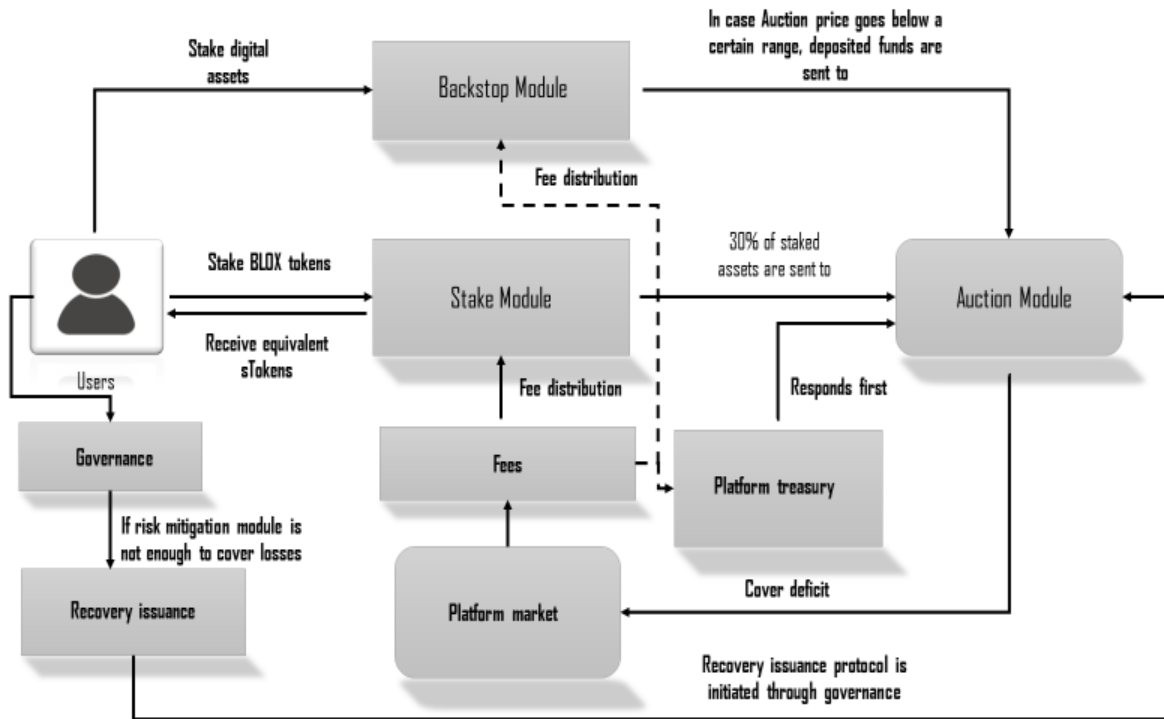 In case Auction price goes below a
certain range, deposited funds are
sent to
Stake digital
assets
Backstop Module
Fee distribution
30% of staked
assets are sent to
Stake BLOX tokens
Stake Module
Auction Module
Receive equivalent
sTokens
Users
Fee distribution
Responds first
Governance
Fees
Platform treasury
If risk mitigation module is
not enough to cover losses
Cover deficit
Recovery issuance
Platform market
Recovery issuance protocol is
initiated through governance